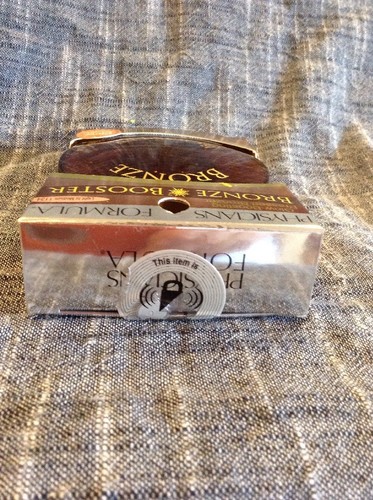 BRONZE
BRONZE BOOSTER
PHYSICIANS
FORMULA
PHYSICIANS
FORMULA
This item is